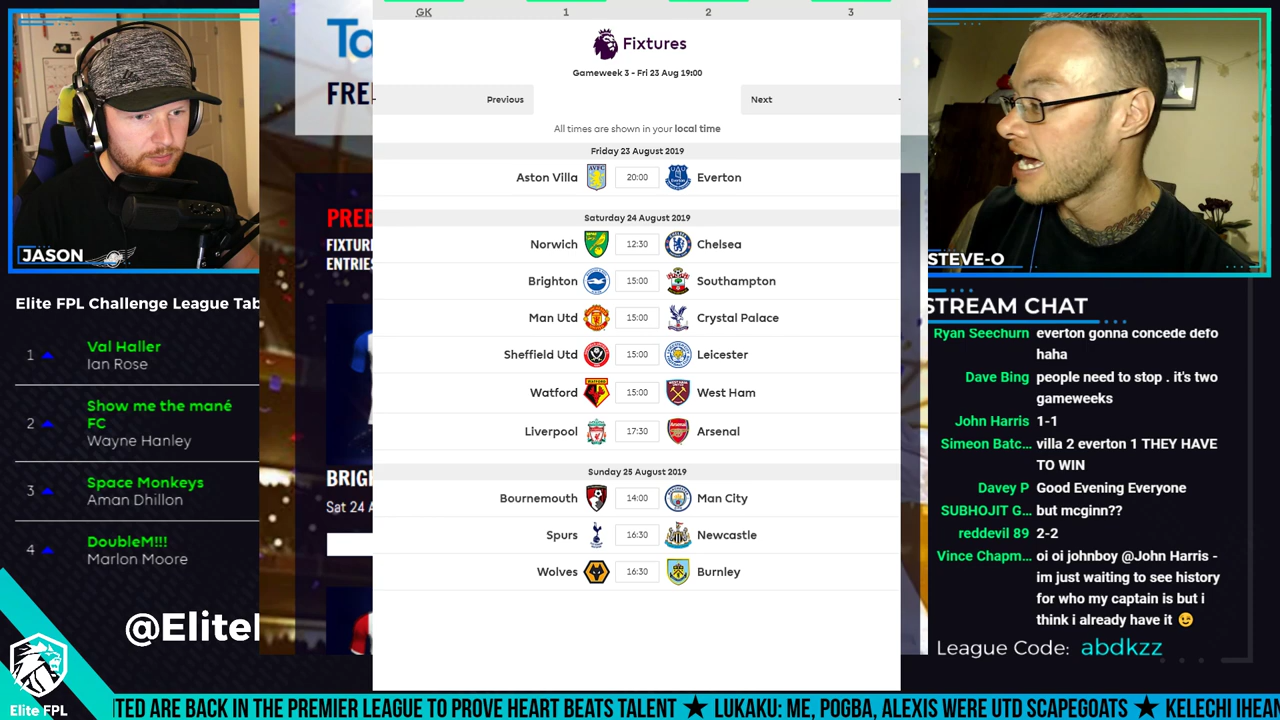 GK 1 2 3
Fixtures
Gameweek 3 - Fri 23 Aug 19:00
Previous Next
All times are shown in your local time
Friday 23 August 2019
Aston Villa 20:00 Everton
Saturday 24 August 2019
Norwich 12:30 Chelsea
Brighton 15:00 Southampton
Man Utd 15:00 Crystal Palace
Sheffield Utd 15:00 Leicester
Watford 15:00 West Ham
Liverpool 17:30 Arsenal
Sunday 25 August 2019
Bournemouth 14:00 Man City
Spurs 16:30 Newcastle
Wolves 16:30 Burnley
To
FREE
PRED
FIXTURE
ENTRIES
BRIGH
Sat 24 A
JASON
Elite FPL Challenge League Tab
1 Val Haller
Ian Rose
2 Show me the mané
FC
Wayne Hanley
3 Space Monkeys
Aman Dhillon
4 DoubleM!!!
Marlon Moore
@Elitel
Elite FPL
STEVE-O
STREAM CHAT
Ryan Seechurn everton gonna concede defo
haha
Dave Bing people need to stop . it's two
gameweeks
John Harris 1-1
Simeon Batc... villa 2 everton 1 THEY HAVE
TO WIN
Davey P Good Evening Everyone
SUBHOJIT G... but mcginn??
reddevil 89 2-2
Vince Chapm... oi oi johnboy @John Harris -
im just waiting to see history
for who my captain is but i
think i already have it 😉
League Code: abdkzz
ITED ARE BACK IN THE PREMIER LEAGUE TO PROVE HEART BEATS TALENT ★ LUKAKU: ME, POGBA, ALEXIS WERE UTD SCAPEGOATS ★ KELECHI IHEAN